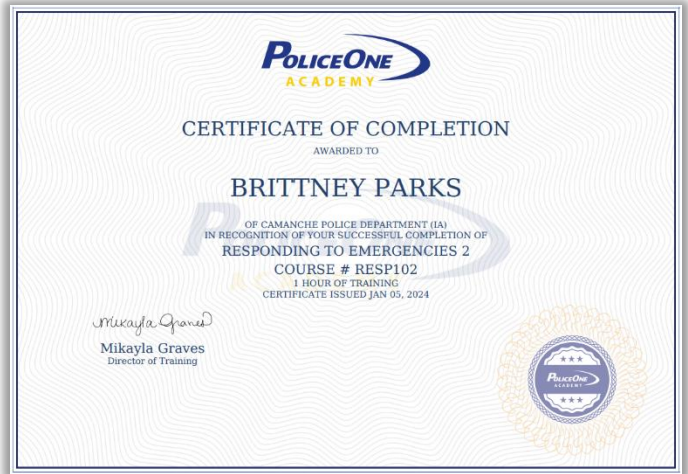 POLICEONE
ACADEMY
CERTIFICATE OF COMPLETION
AWARDED TO
BRITTNEY PARKS
OF CAMANCHE POLICE DEPARTMENT (IA)
IN RECOGNITION OF YOUR SUCCESSFUL COMPLETION OF
RESPONDING TO EMERGENCIES 2
COURSE # RESP102
1 HOUR OF TRAINING
CERTIFICATE ISSUED JAN 05, 2024
Mikayla Graves
Mikayla Graves
Director of Training
POLICEONE